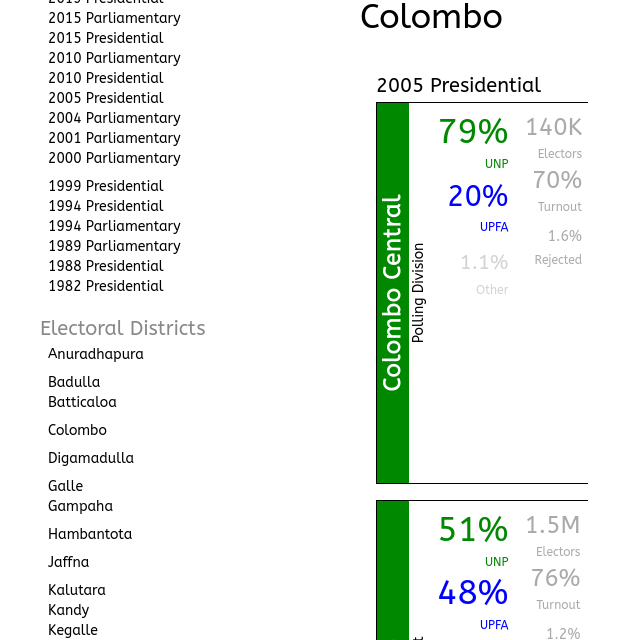 2015 Parliamentary
2015 Presidential
2010 Parliamentary
2010 Presidential
2005 Presidential
2004 Parliamentary
2001 Parliamentary
2000 Parliamentary
1999 Presidential
1994 Presidential
1994 Parliamentary
1989 Parliamentary
1988 Presidential
1982 Presidential
Electoral Districts
Anuradhapura
Badulla
Batticaloa
Colombo
Digamadulla
Galle
Gampaha
Hambantota
Jaffna
Kalutara
Kandy
Kegalle
Colombo
2005 Presidential
Colombo Central
Polling Division
79%
UNP
20%
UPFA
1.1%
Other
140K
Electors
70%
Turnout
1.6%
Rejected
51%
UNP
48%
UPFA
1.5M
Electors
76%
Turnout
1.2%